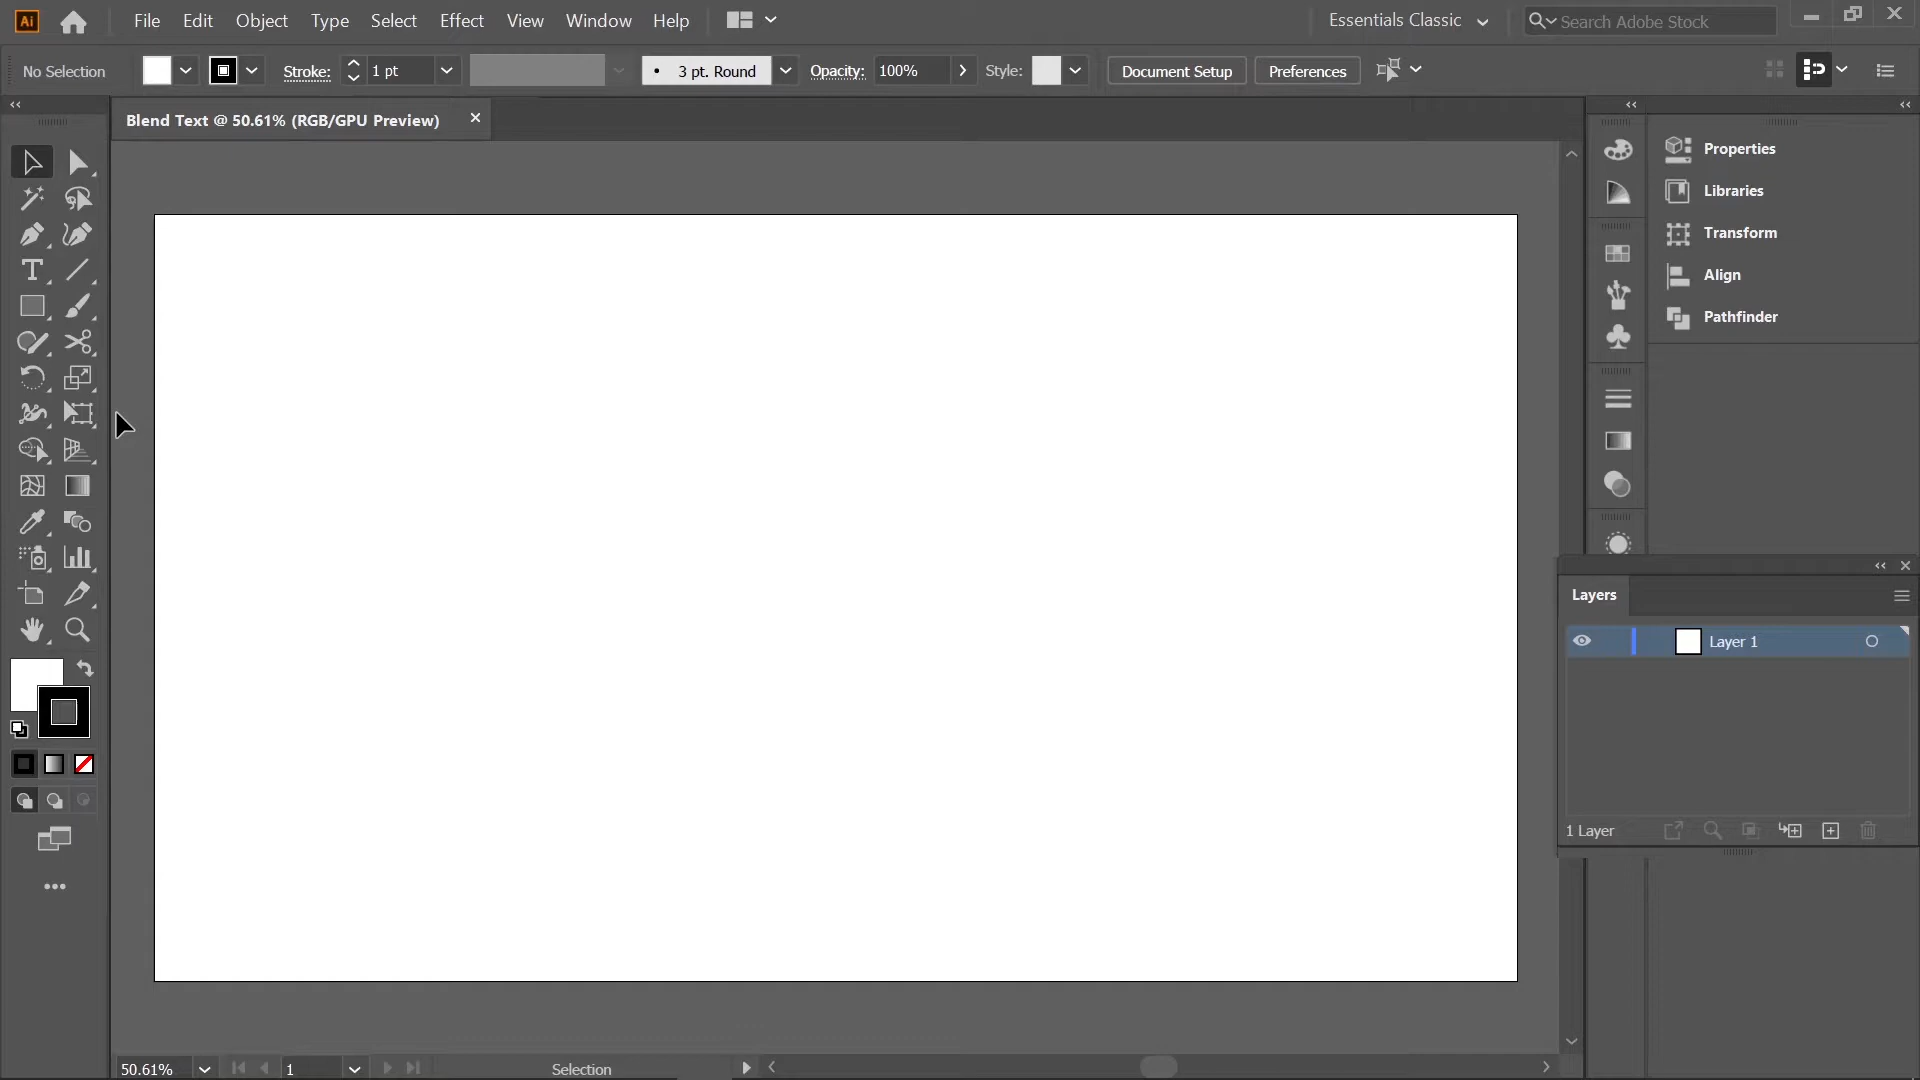 Ai File Edit Object Type Select Effect View Window Help Essentials Classic Search Adobe Stock
No Selection Stroke: 1 pt 3 pt. Round Opacity: 100% Style: Document Setup Preferences
Blend Text @ 50.61% (RGB/GPU Preview)
Properties
Libraries
Transform
Align
Pathfinder
Layers
Layer 1
1 Layer
50.61% 1 Selection